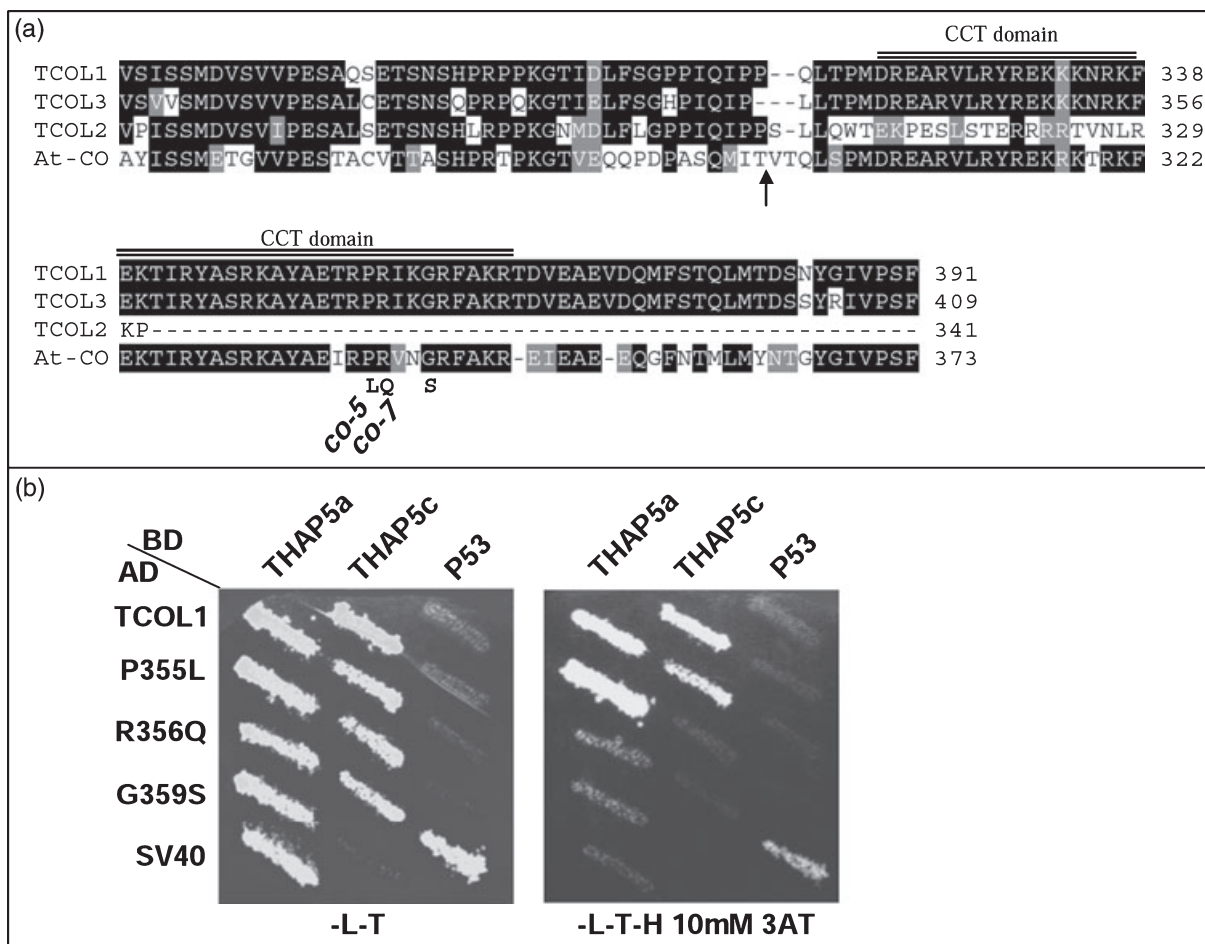 (a)
CCT domain
TCOL1 VSISSMDVSVVPESAQSETSNSHPRPPKGTIDLFSGPPIQIPP--QLTPMDREARVLRYREKKKNRKF 338
TCOL3 VSVVSMDVSVVPESALCETSNSQPRPQKGTIELFSGHPIQIP---LLTPMDREARVLRYREKKKNRKF 356
TCOL2 VPISSMDVSVIPESALSETSNSHLRPPKGNMDLFLGPPIQIPPS-LLQWTEKPESLSTERRRRTVNLR 329
At-CO AYISSMETGVVPESTACVTTASHPRTPKGTVEQQPDPASQMITVTQLSPMDREARVLRYREKRKTRKF 322
CCT domain
TCOL1 EKTIRYASRKAYAETRPRIKGRFAKRTDVEAEVDQMFSTQLMTDSNYGIVPSF 391
TCOL3 EKTIRYASRKAYAETRPRIKGRFAKRTDVEAEVDQMFSTQLMTDSSYRIVPSF 409
TCOL2 KP--------------------------------------------------- 341
At-CO EKTIRYASRKAYAEIRPRVNGRFAKR-EIEAE-EQGFNTMLMYNTGYGIVPSF 373
LQ S
co-5 co-7
(b)
BD
AD
THAP5a THAP5c P53 THAP5a THAP5c P53
TCOL1
P355L
R356Q
G359S
SV40
-L-T -L-T-H 10mM 3AT